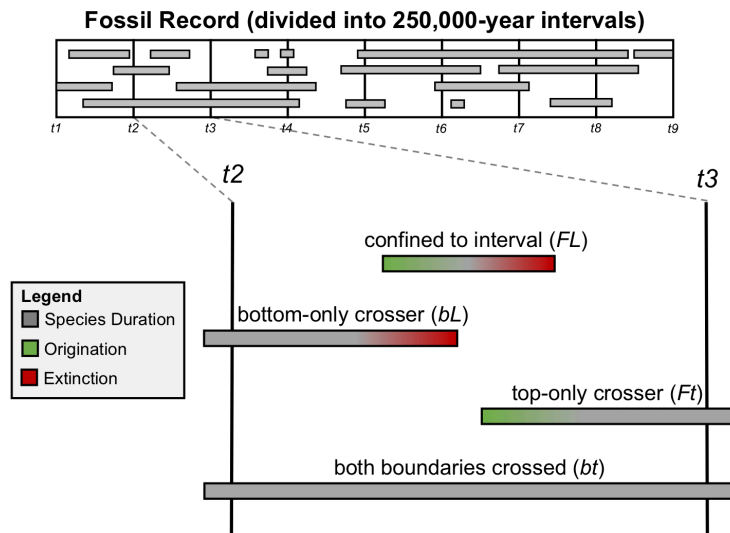 Fossil Record (divided into 250,000-year intervals)
t1 t2 t3 t4 t5 t6 t7 t8 t9
t2 t3
confined to interval (FL)
Legend
Species Duration
Origination
Extinction
bottom-only crosser (bL)
top-only crosser (Ft)
both boundaries crossed (bt)